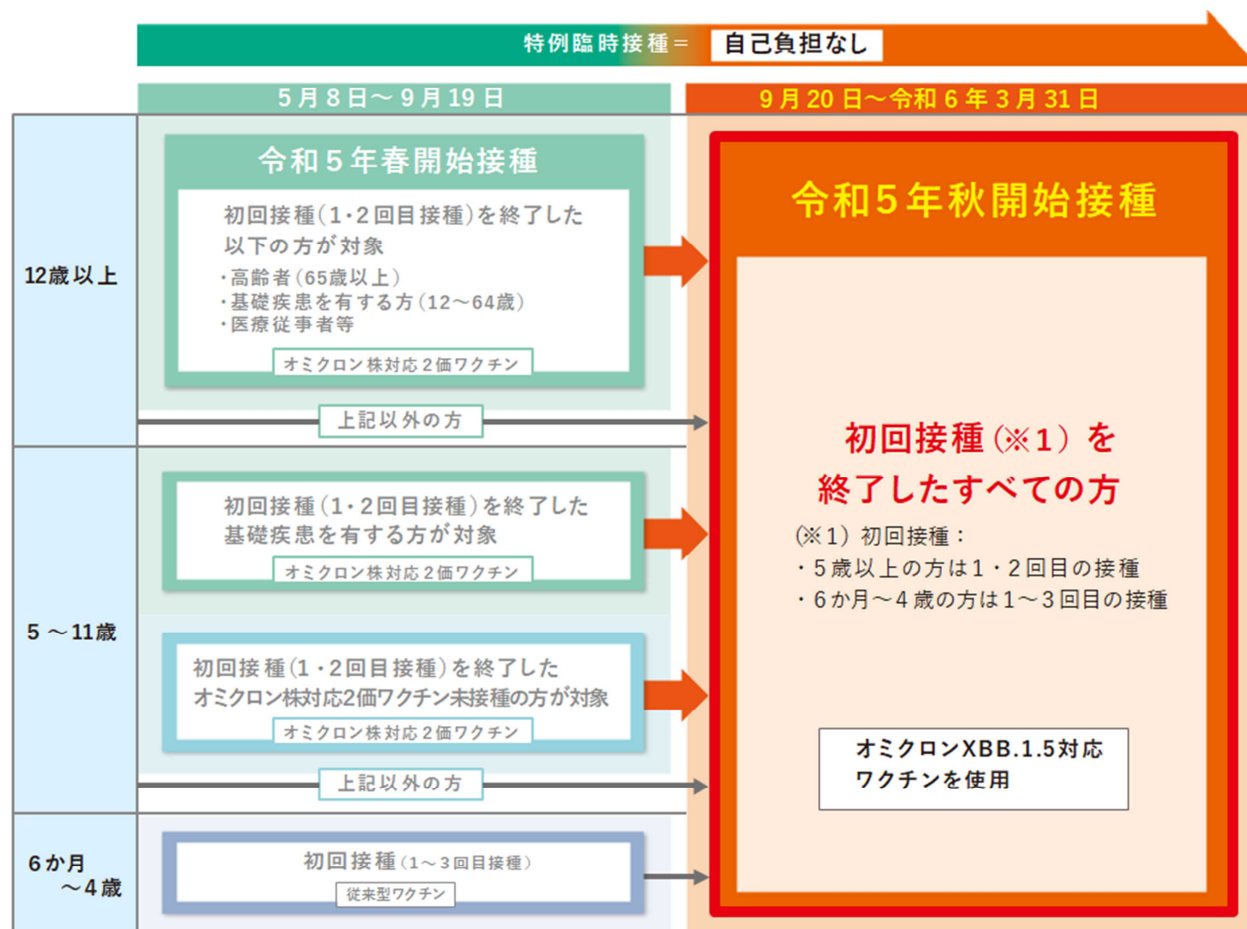 特例臨時接種＝ 自己負担なし
5月8日～9月19日
9月20日～令和6年3月31日
12歳以上
令和5年春開始接種
初回接種（1・2回目接種）を終了した
以下の方が対象
・高齢者（65歳以上）
・基礎疾患を有する方（12～64歳）
・医療従事者等
オミクロン株対応2価ワクチン
上記以外の方
5～11歳
初回接種（1・2回目接種）を終了した
基礎疾患を有する方が対象
オミクロン株対応2価ワクチン
初回接種（1・2回目接種）を終了した
オミクロン株対応2価ワクチン未接種の方が対象
オミクロン株対応2価ワクチン
上記以外の方
6か月
～4歳
初回接種（1～3回目接種）
従来型ワクチン
令和5年秋開始接種
初回接種（※1）を
終了したすべての方
（※1）初回接種：
・5歳以上の方は1・2回目の接種
・6か月～4歳の方は1～3回目の接種
オミクロンXBB.1.5対応
ワクチンを使用